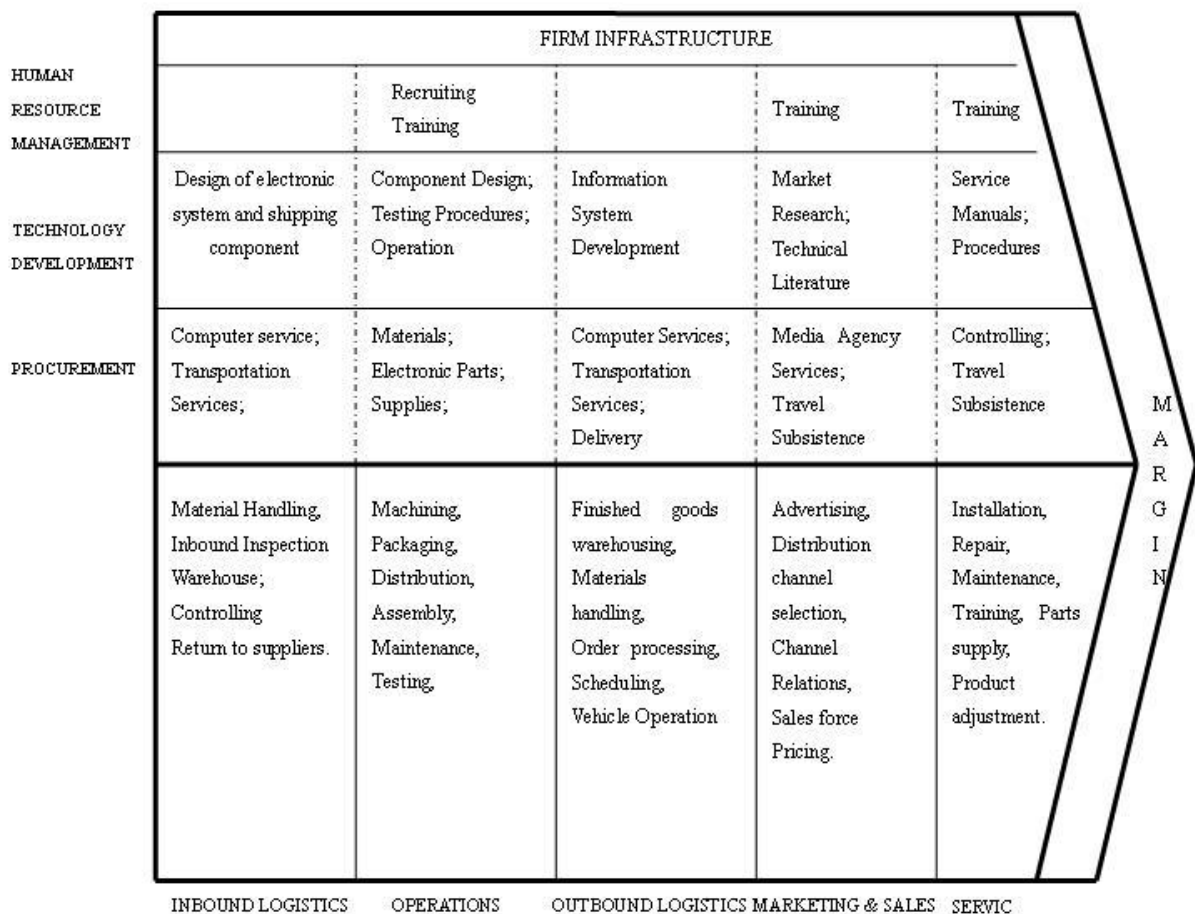 FIRM INFRASTRUCTURE
HUMAN
RESOURCE
MANAGEMENT
Recruiting
Training
Training
Training
TECHNOLOGY
DEVELOPMENT
Design of electronic
system and shipping
component
Component Design;
Testing Procedures;
Operation
Information
System
Development
Market
Research;
Technical
Literature
Service
Manuals;
Procedures
PROCUREMENT
Computer service;
Transportation
Services;
Materials;
Electronic Parts;
Supplies;
Computer Services;
Transportation
Services;
Delivery
Media Agency
Services;
Travel
Subsistence
Controlling;
Travel
Subsistence
M
A
R
G
I
N
Material Handling,
Inbound Inspection
Warehouse;
Controlling
Return to suppliers.
Machining,
Packaging,
Distribution,
Assembly,
Maintenance,
Testing,
Finished goods
warehousing,
Materials
handling,
Order processing,
Scheduling,
Vehicle Operation
Advertising,
Distribution
channel
selection,
Channel
Relations,
Sales force
Pricing.
Installation,
Repair,
Maintenance,
Training, Parts
supply,
Product
adjustment.
INBOUND LOGISTICS
OPERATIONS
OUTBOUND LOGISTICS
MARKETING & SALES
SERVIC